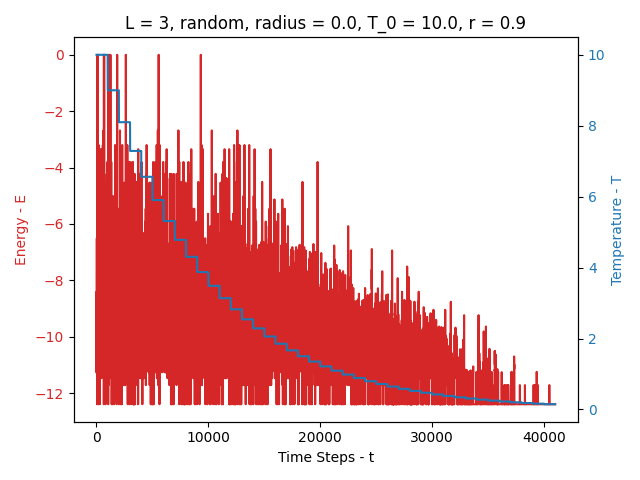 L = 3, random, radius = 0.0, T_0 = 10.0, r = 0.9
Energy - E
0
−2
−4
−6
−8
−10
−12
10
8
6
4
2
0
Temperature - T
0 10000 20000 30000 40000
Time Steps - t